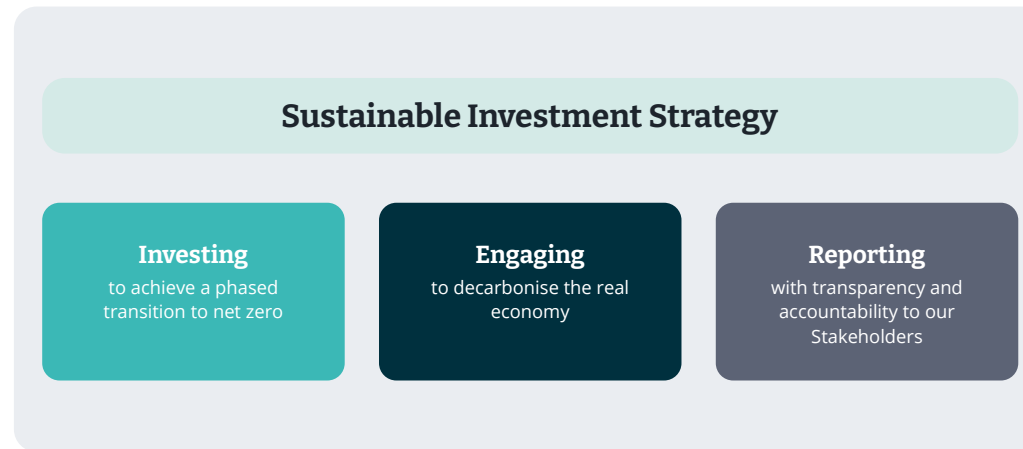 Sustainable Investment Strategy
Investing
to achieve a phased
transition to net zero
Engaging
to decarbonise the real
economy
Reporting
with transparency and
accountability to our
Stakeholders